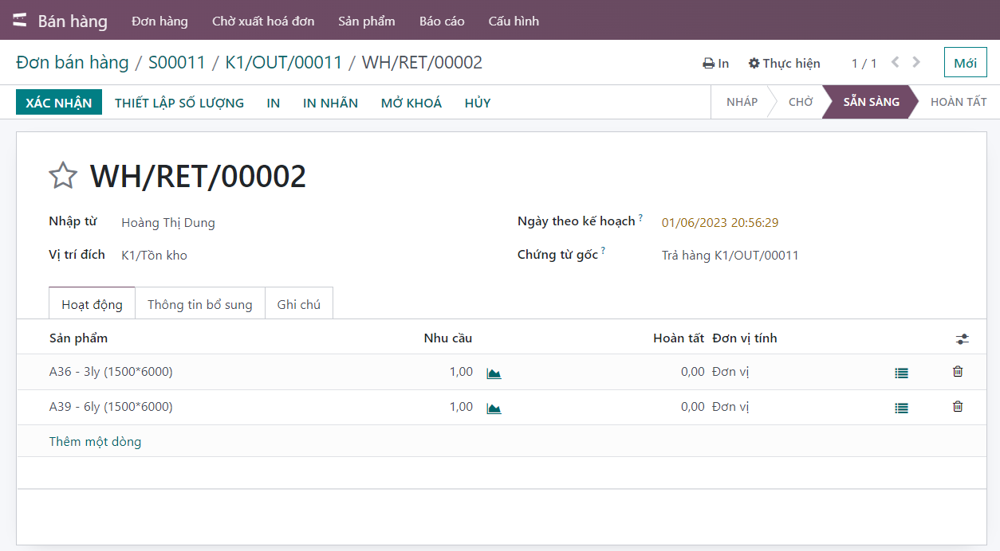 Bán hàng Đơn hàng Chờ xuất hoá đơn Sản phẩm Báo cáo Cấu hình
Đơn bán hàng / S00011 / K1/OUT/00011 / WH/RET/00002 In Thực hiện 1 / 1 Mới
XÁC NHẬN THIẾT LẬP SỐ LƯỢNG IN IN NHÃN MỞ KHOÁ HỦY NHÁP CHỜ SẴN SÀNG HOÀN TẤT
WH/RET/00002
Nhập từ Hoàng Thị Dung Ngày theo kế hoạch ? 01/06/2023 20:56:29
Vị trí đích K1/Tồn kho Chứng từ gốc ? Trả hàng K1/OUT/00011
Hoạt động Thông tin bổ sung Ghi chú
Sản phẩm Nhu cầu Hoàn tất Đơn vị tính
A36 - 3ly (1500*6000) 1,00 0,00 Đơn vị
A39 - 6ly (1500*6000) 1,00 0,00 Đơn vị
Thêm một dòng